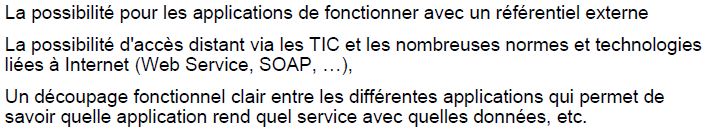 La possibilité pour les applications de fonctionner avec un référentiel externe
La possibilité d'accès distant via les TIC et les nombreuses normes et technologies
liées à Internet (Web Service, SOAP, …),
Un découpage fonctionnel clair entre les différentes applications qui permet de
savoir quelle application rend quel service avec quelles données, etc.